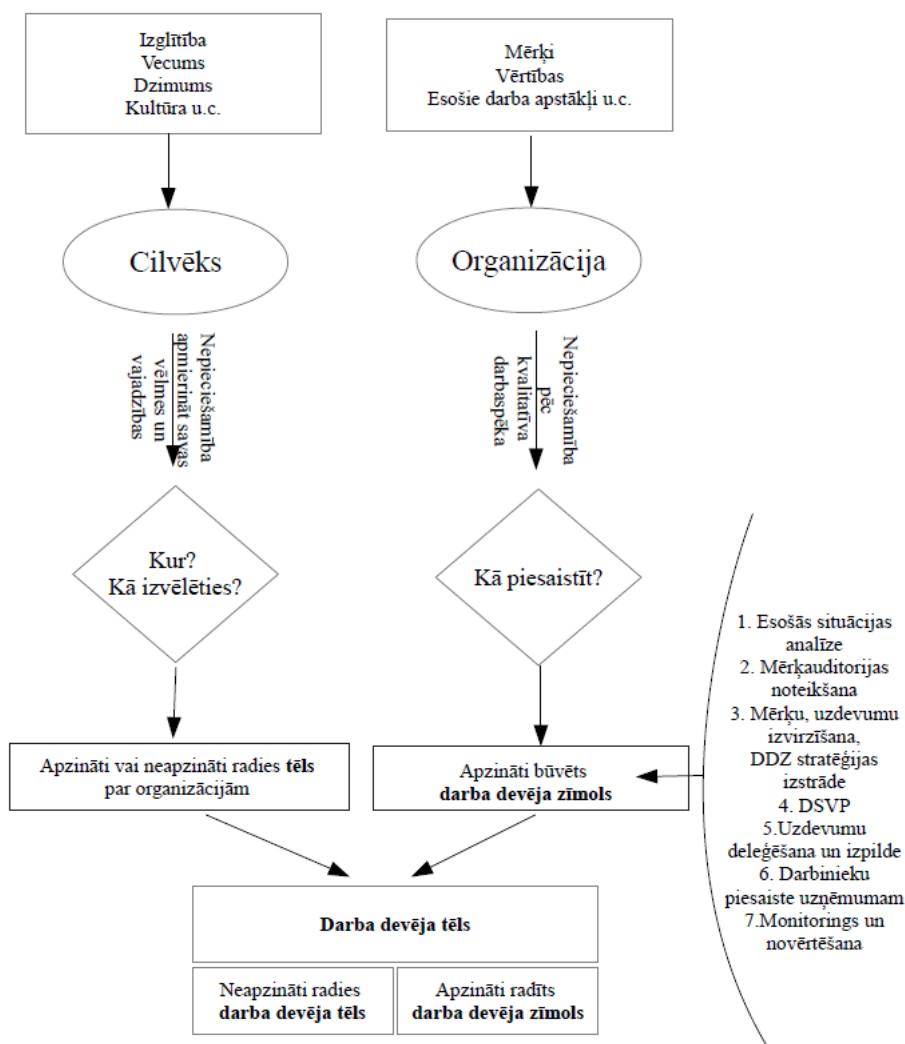 Izglītība
Vecums
Dzimums
Kultūra u.c.
Mērķi
Vērtības
Esošie darba apstākļi u.c.
Cilvēks
Organizācija
Nepieciešamība
apmierināt savas
vēlmes un
vajadzības
Nepieciešamība
pēc
kvalitatīva
darbaspēka
Kur?
Kā izvēlēties?
Kā piesaistīt?
1. Esošās situācijas
analīze
2. Mērķauditorijas
noteikšana
3. Mērķu, uzdevumu
izvirzīšana,
DDZ stratēģijas
izstrāde
4. DSVP
5.Uzdevumu
deleģēšana un izpilde
6. Darbinieku
piesaiste uzņēmumam
7.Monitorings un
novērtēšana
Apzināti vai neapzināti radies tēls
par organizācijām
Apzināti būvēts
darba devēja zīmols
Darba devēja tēls
Neapzināti radies
darba devēja tēls
Apzināti radīts
darba devēja zīmols